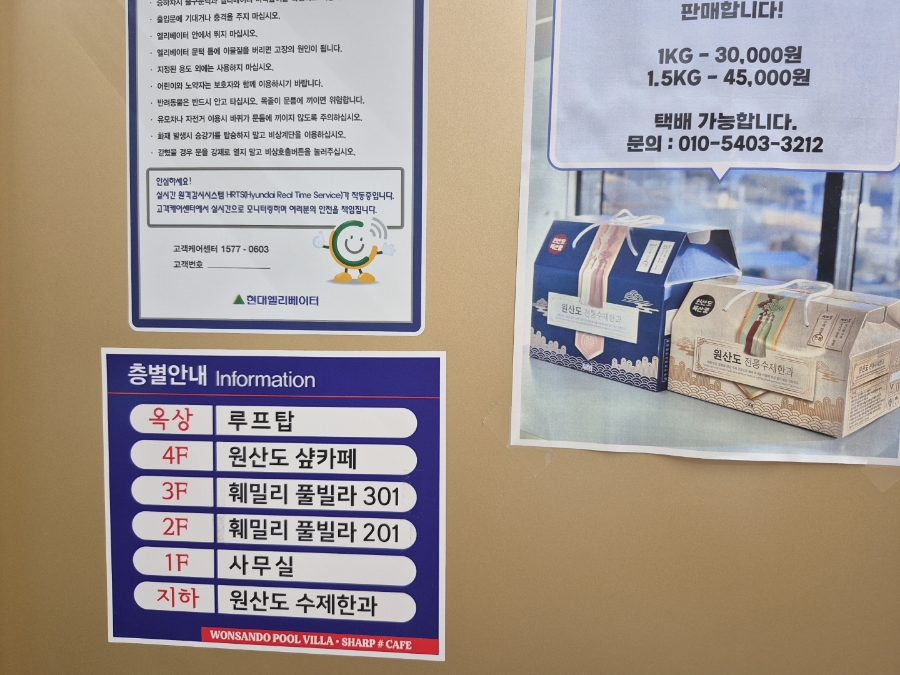 · 출입문에 기대거나 충격을 주지 마십시오.
· 엘리베이터 안에서 뛰지 마십시오.
· 엘리베이터 문턱 틈에 이물질을 버리면 고장의 원인이 됩니다.
· 지정된 용도 외에는 사용하지 마십시오.
· 어린이와 노약자는 보호자와 함께 이용하시기 바랍니다.
· 반려동물은 반드시 안고 타십시오. 목줄이 문틈에 끼이면 위험합니다.
· 유모차나 자전거 이용시 바퀴가 문틈에 끼이지 않도록 주의하십시오.
· 화재 발생시 승강기를 탑승하지 말고 비상계단을 이용하십시오.
· 갇혔을 경우 문을 강제로 열지 말고 비상호출버튼을 눌러주십시오.
안심하세요!
실시간 원격감시시스템 HRTS(Hyundai Real Time Service)가 작동중입니다.
고객케어센터에서 실시간으로 모니터링하며 여러분의 안전을 책임집니다.
고객케어센터 1577 - 0603
고객번호
현대엘리베이터
층별안내 Information
옥상 루프탑
4F 원산도 샾카페
3F 훼밀리 풀빌라 301
2F 훼밀리 풀빌라 201
1F 사무실
지하 원산도 수제한과
WONSANDO POOL VILLA · SHARP # CAFE
판매합니다!
1KG - 30,000원
1.5KG - 45,000원
택배 가능합니다.
문의 : 010-5403-3212
원산도 전통수제한과
원산도 전통수제한과